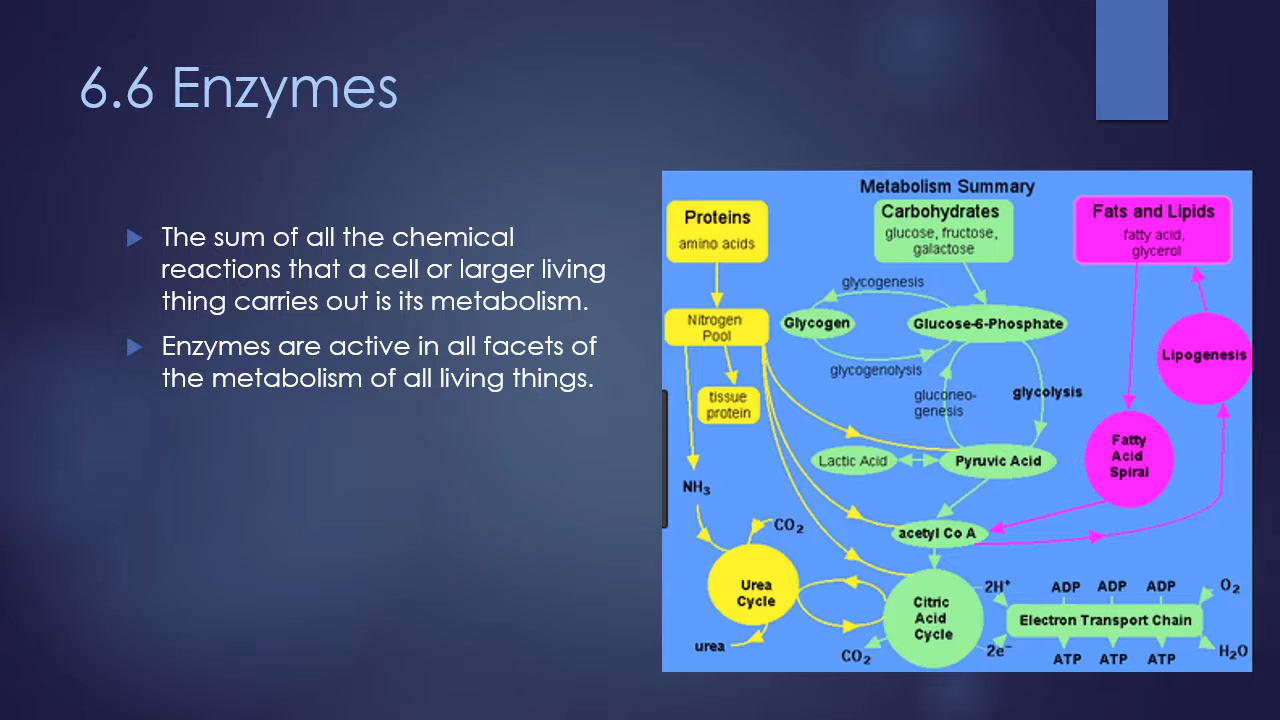 6.6 Enzymes
The sum of all the chemical
reactions that a cell or larger living
thing carries out is its metabolism.
Enzymes are active in all facets of
the metabolism of all living things.
Metabolism Summary
Proteins
amino acids
Carbohydrates
glucose, fructose,
galactose
Fats and Lipids
fatty acid,
glycerol
glycogenesis
Nitrogen
Pool
Glycogen
Glucose-6-Phosphate
Lipogenesis
glycogenolysis
tissue
protein
gluconeo-
genesis
glycolysis
Fatty
Acid
Spiral
Lactic Acid
Pyruvic Acid
NH₃
CO₂
acetyl Co A
Urea
Cycle
Citric
Acid
Cycle
2H⁺
ADP ADP ADP
O₂
Electron Transport Chain
urea
CO₂
2e⁻
ATP ATP ATP
H₂O